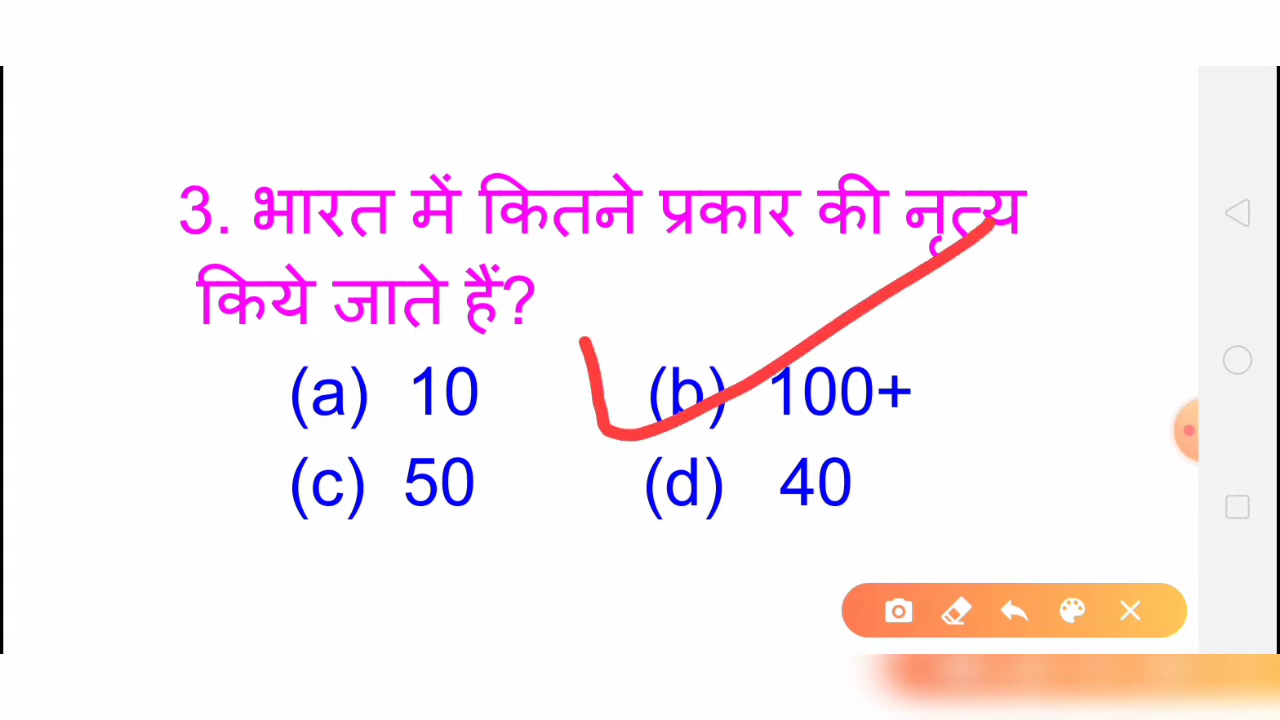 3. भारत में कितने प्रकार की नृत्य
किये जाते हैं?
(a) 10 (b) 100+
(c) 50 (d) 40